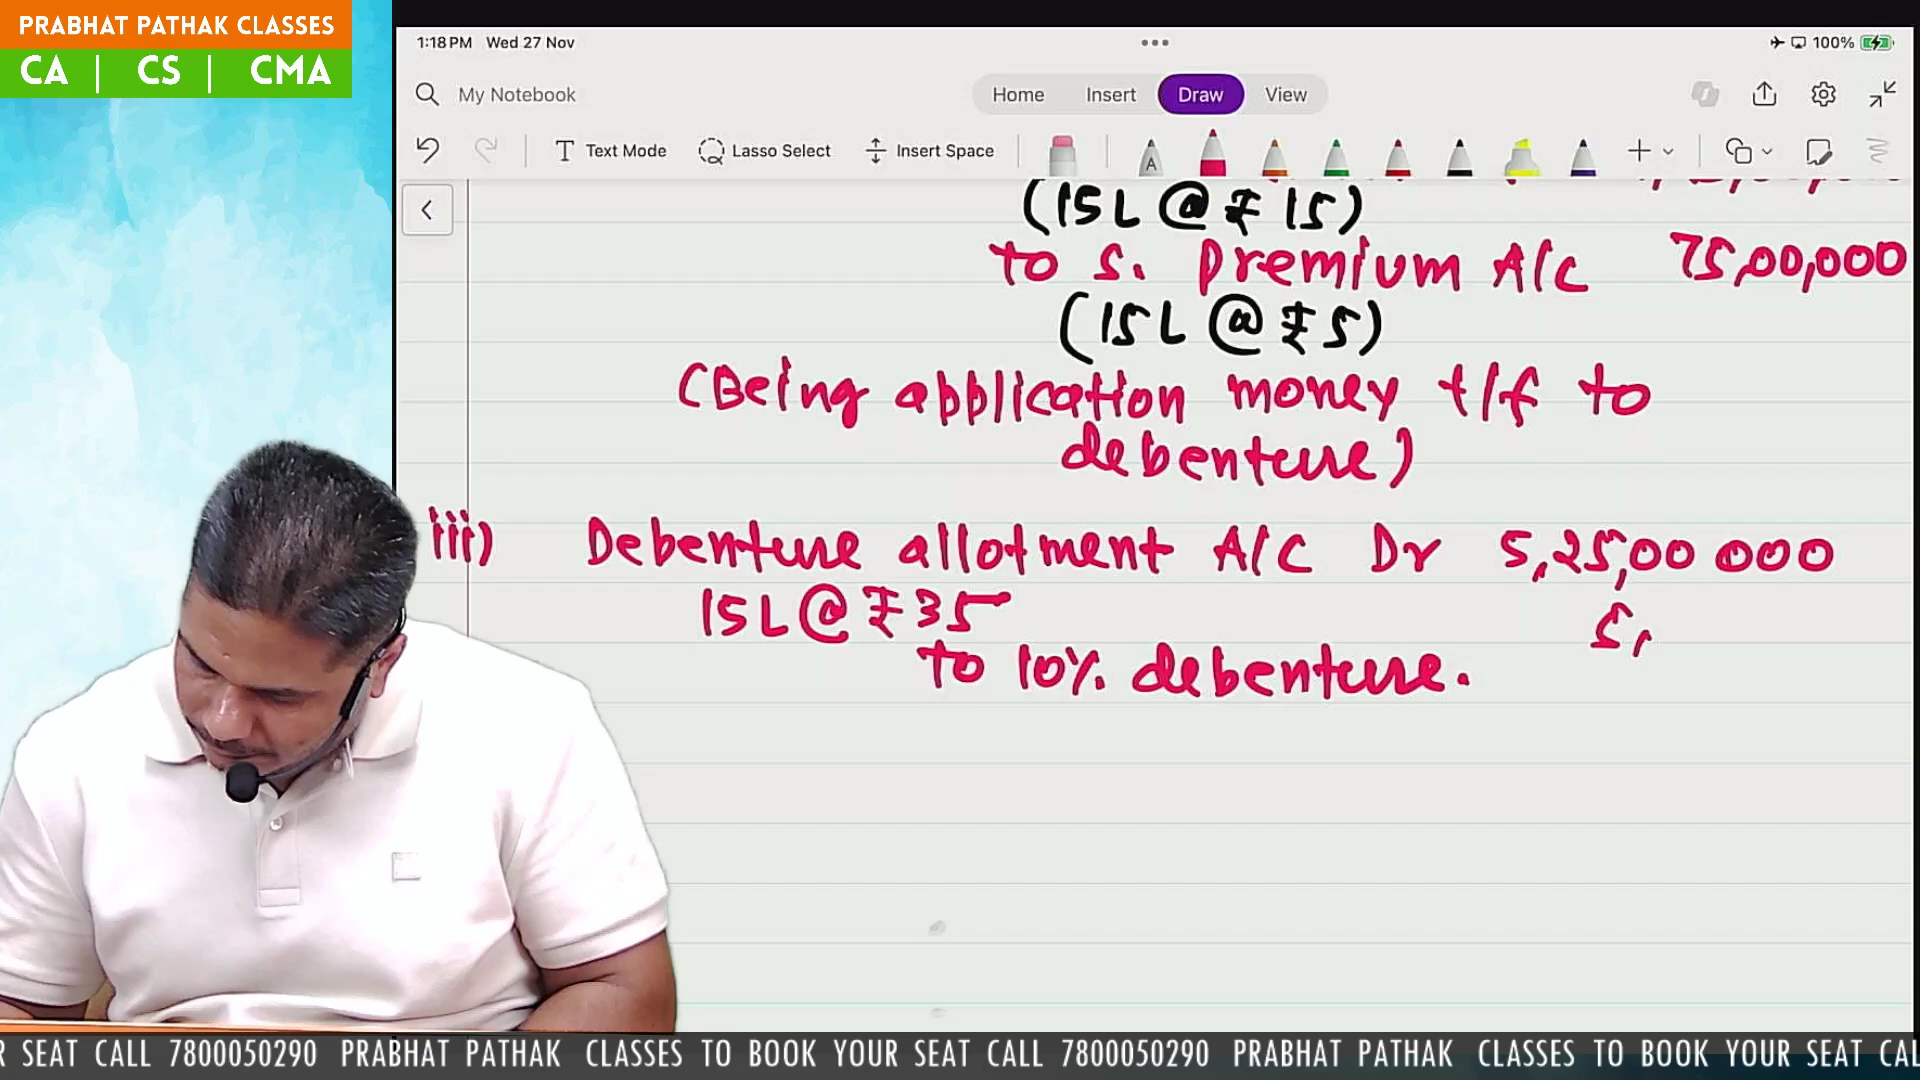 PRABHAT PATHAK CLASSES
CA | CS | CMA
1:18 PM Wed 27 Nov
100%
My Notebook
Home Insert Draw View
Text Mode Lasso Select Insert Space
A
(15L @ ₹ 15)
to S. Premium A/C 75,00,000
(15L @ ₹ 5)
(Being application money t/f to
debenture)
iii) Debenture allotment A/C Dr 5,25,00 000
15L @ ₹ 35
5,
to 10% debenture.
R SEAT CALL 7800050290 PRABHAT PATHAK CLASSES TO BOOK YOUR SEAT CALL 7800050290 PRABHAT PATHAK CLASSES TO BOOK YOUR SEAT CAL